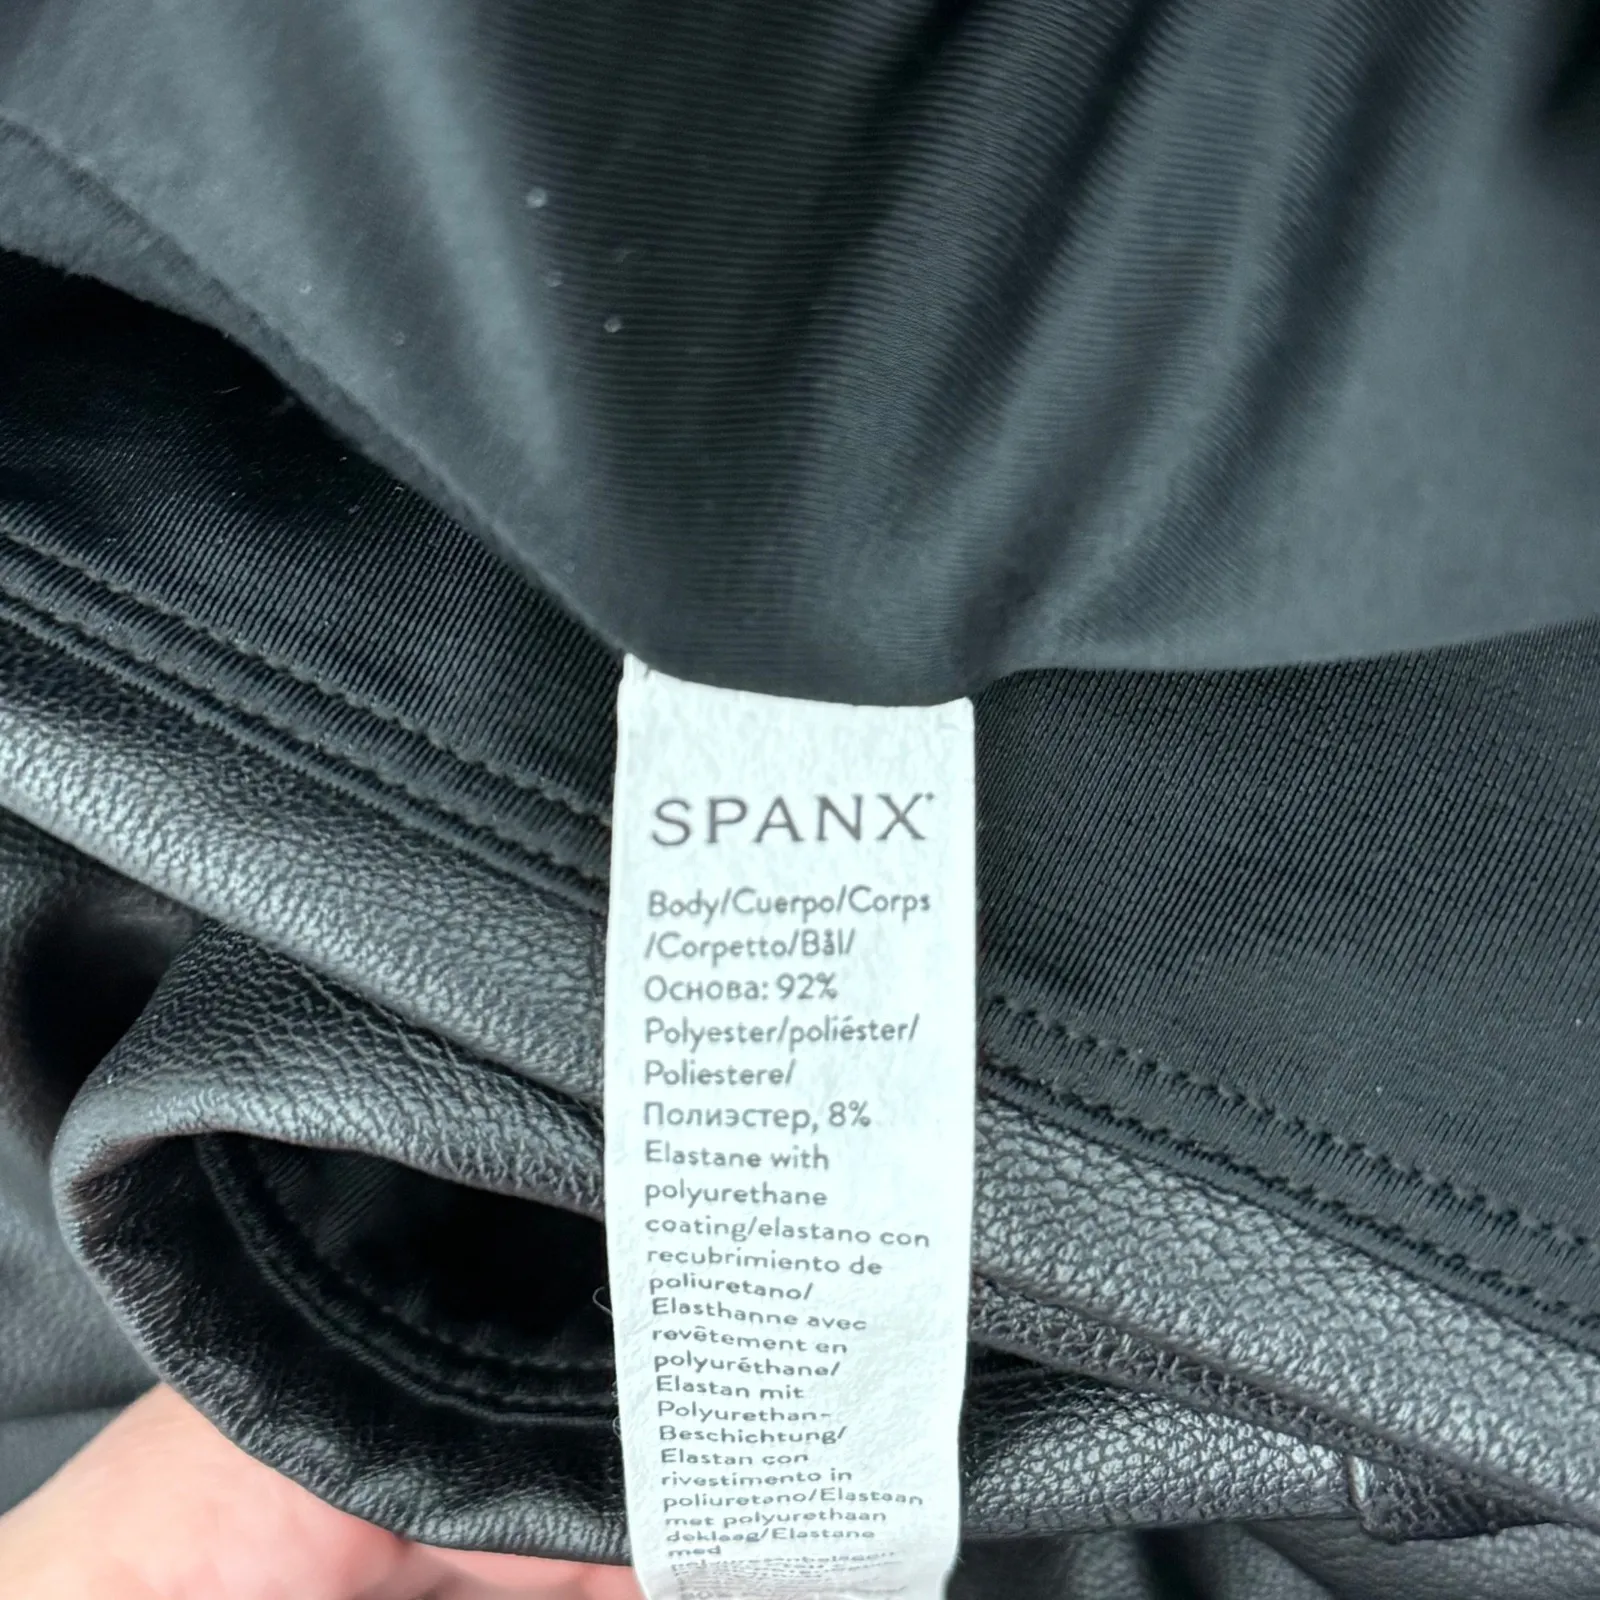 SPANX
Body/Cuerpo/Corps
/Corpetto/Bål/
Основа: 92%
Polyester/poliéster/
Poliestere/
Полиэстер, 8%
Elastane with
polyurethane
coating/elastano con
recubrimiento de
poliuretano/
Elasthanne avec
revêtement en
polyuréthane/
Elastan mit
Polyurethan-
Beschichtung/
Elastan con
rivestimento in
poliuretano/Elastaan
met polyurethaan
deklaag/Elastane
med